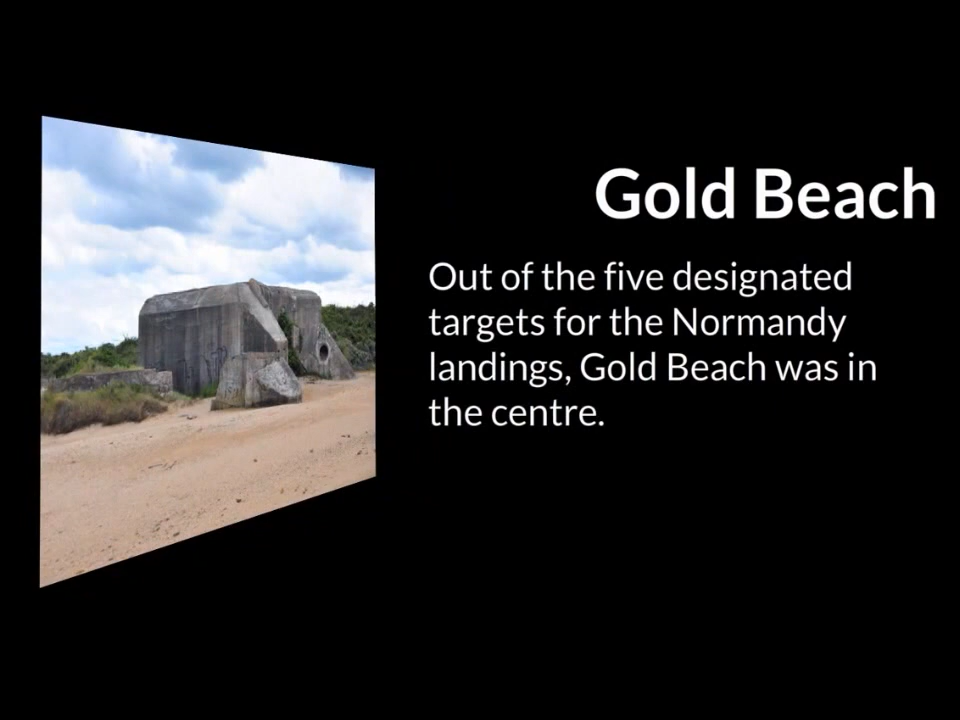 Gold Beach
Out of the five designated
targets for the Normandy
landings, Gold Beach was in
the centre.